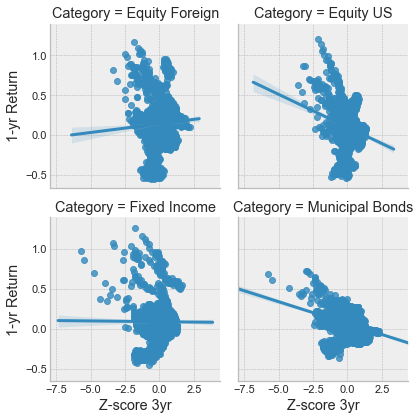 Category = Equity Foreign
Category = Equity US
1-yr Return
1.0
0.5
0.0
−0.5
Category = Fixed Income
Category = Municipal Bonds
1-yr Return
1.0
0.5
0.0
−0.5
−7.5 −5.0 −2.5 0.0 2.5
−7.5 −5.0 −2.5 0.0 2.5
Z-score 3yr
Z-score 3yr